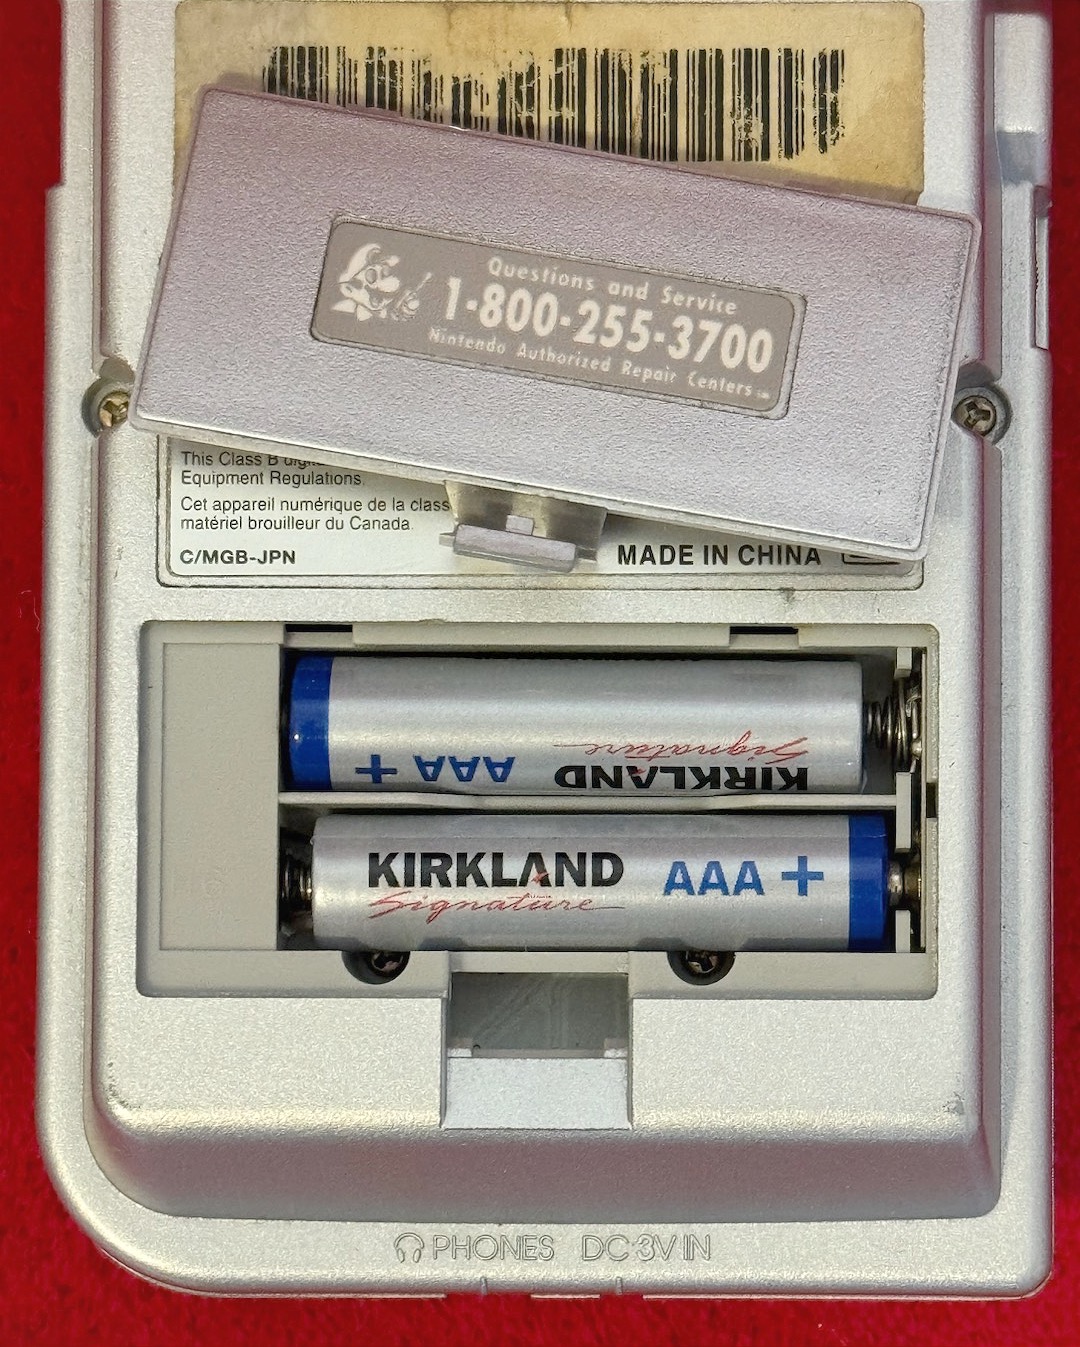 Questions and Service
1-800-255-3700
Nintendo Authorized Repair Centers
This Class B
Equipment Regulations.
Cet appareil numérique de la class
matériel brouilleur du Canada.
C/MGB-JPN
MADE IN CHINA
KIRKLAND
Signature
AAA +
KIRKLAND
Signature
AAA +
PHONES DC 3V IN